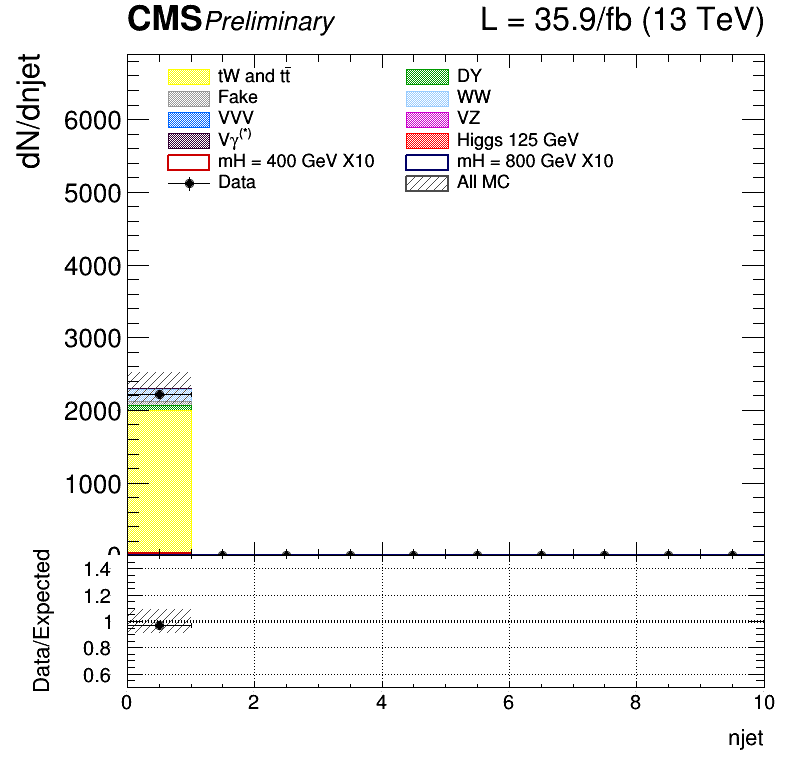 CMS Preliminary L = 35.9/fb (13 TeV)
dN/dnjet
tW and tt̄ DY
Fake WW
VVV VZ
Vγ(*) Higgs 125 GeV
mH = 400 GeV X10 mH = 800 GeV X10
Data All MC
6000
5000
4000
3000
2000
1000
0
Data/Expected
1.4
1.2
1
0.8
0.6
0 2 4 6 8 10
njet